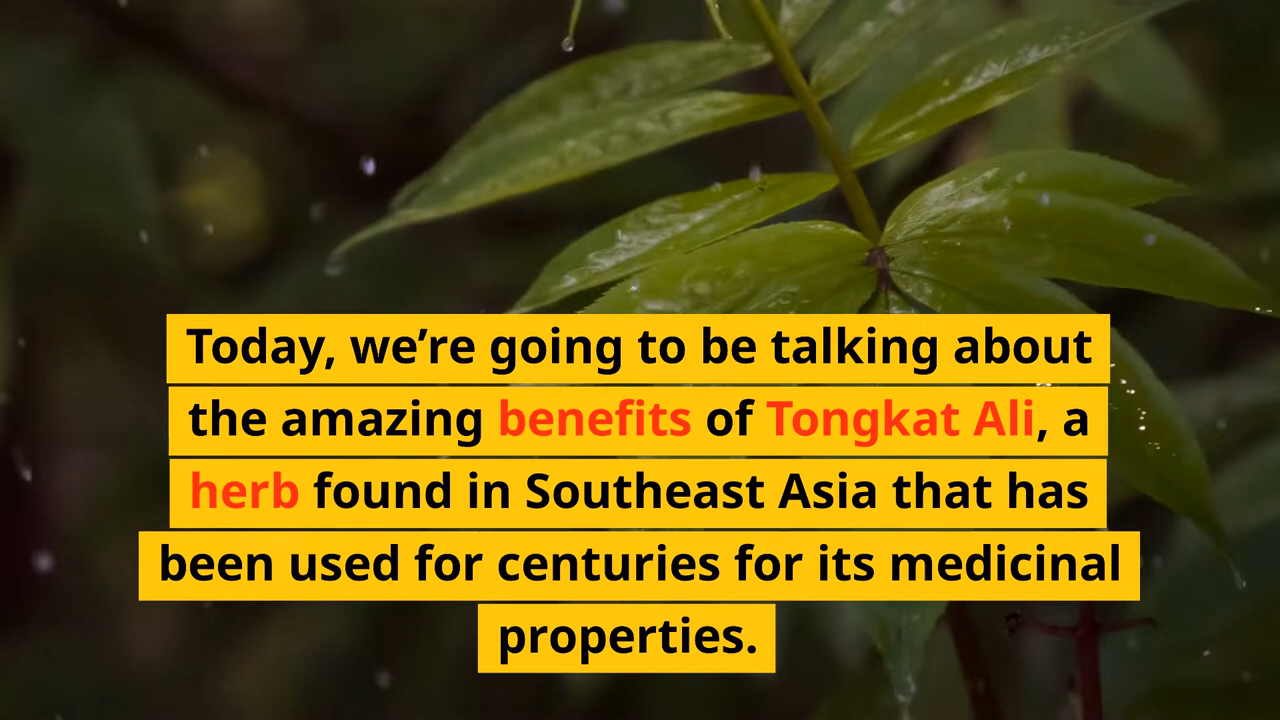 Today, we’re going to be talking about
the amazing benefits of Tongkat Ali, a
herb found in Southeast Asia that has
been used for centuries for its medicinal
properties.